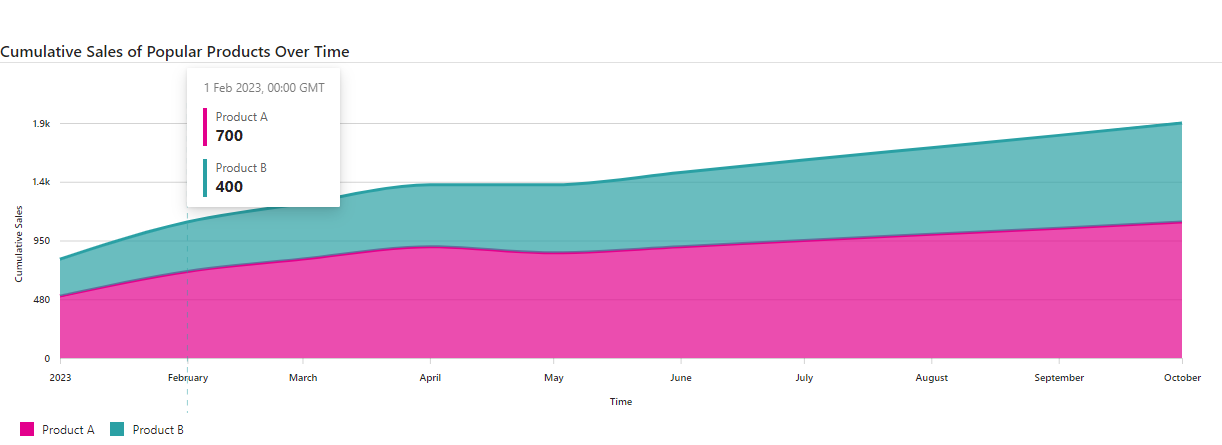 Cumulative Sales of Popular Products Over Time
1 Feb 2023, 00:00 GMT
Product A
700
Product B
400
1.9k
1.4k
950
480
0
Cumulative Sales
2023 February March April May June July August September October
Time
Product A Product B